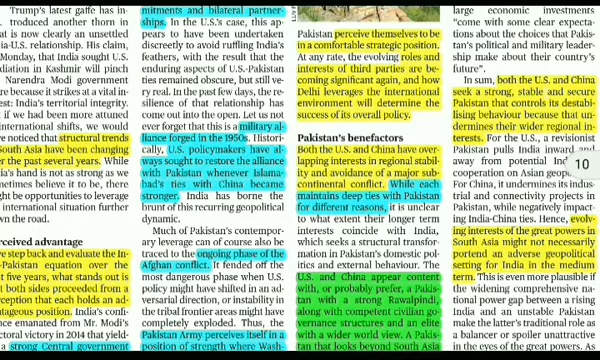 Trump's latest gaffe has in-
troduced another thorn in
at is now clearly an unsettled
ia-U.S. relationship. His claim,
Monday, that India sought U.S.
diation in Kashmir will pinch
Narendra Modi government
re because it strikes at a vital in-
est: India's territorial integrity.
if we had been more attuned
international shifts, we would
e noticed that structural trends
South Asia have been changing
er the past several years. While
ia's hand is not as strong as we
metimes believe it to be, there
ght be opportunities to leverage
international situation further
wn the road.
rceived advantage
e step back and evaluate the In-
-Pakistan equation over the
t five years, what stands out is
t both sides proceeded from a
ception that each holds an ad-
tageous position. India's confi-
ce emanated from Mr. Modi's
ctoral victory in 2014 that yield-
a strong Central government
mitments and bilateral partner-
ships. In the U.S.'s case, this ap-
pears to have been undertaken
discreetly to avoid ruffling India's
feathers, with the result that the
enduring aspects of U.S.-Pakistan
ties remained obscure, but still ve-
ry real. In the past few days, the re-
silience of that relationship has
come out into the open. Let us not
ever forget that this is a military al-
liance forged in the 1950s. Histori-
cally, U.S. policymakers have al-
ways sought to restore the alliance
with Pakistan whenever Islama-
bad's ties with China became
stronger. India has borne the
brunt of this recurring geopolitical
dynamic.
Much of Pakistan's contempor-
ary leverage can of course also be
traced to the ongoing phase of the
Afghan conflict. It fended off the
most dangerous phase when U.S.
policy might have shifted in an ad-
versarial direction, or instability in
the tribal frontier areas might have
completely exploded. Thus, the
Pakistan Army perceives itself in a
position of strength where Wash-
Pakistan perceive themselves to be
in a comfortable strategic position.
At any rate, the evolving roles and
interests of third parties are be-
coming significant again, and how
Delhi leverages the international
environment will determine the
success of its overall policy.
Pakistan's benefactors
Both the U.S. and China have over-
lapping interests in regional stabil-
ity and avoidance of a major sub-
continental conflict. While each
maintains deep ties with Pakistan
for different reasons, it is unclear
to what extent their longer term
interests coincide with India,
which seeks a structural transfor-
mation in Pakistan's domestic pol-
itics and external behaviour. The
U.S. and China appear content
with, or probably prefer, a Pakis-
tan with a strong Rawalpindi,
along with competent civilian go-
vernance structures and an elite
with a wider world view. A Pakis-
tan that looks beyond South Asia
large economic investments
"come with some clear expecta-
tions about the choices that Pakis-
tan's political and military leader-
ship make about their country's
future".
In sum, both the U.S. and China
seek a strong, stable and secure
Pakistan that controls its destabi-
lising behaviour because that un-
dermines their wider regional in-
terests. For the U.S., a revisionist
Pakistan pulls India inward and
away from potential
cooperation on Asian
For China, it undermines its indus-
trial and connectivity projects in
Pakistan, while negatively impact-
ing India-China ties. Hence, evolv-
ing interests of the great powers in
South Asia might not necessarily
portend an adverse geopolitical
setting for India in the medium
term. This is even more plausible if
the widening comprehensive na-
tional power gap between a rising
India and an unstable Pakistan
make the latter's traditional role as
a balancer or spoiler unattractive
in the eyes of the great powers. A
10